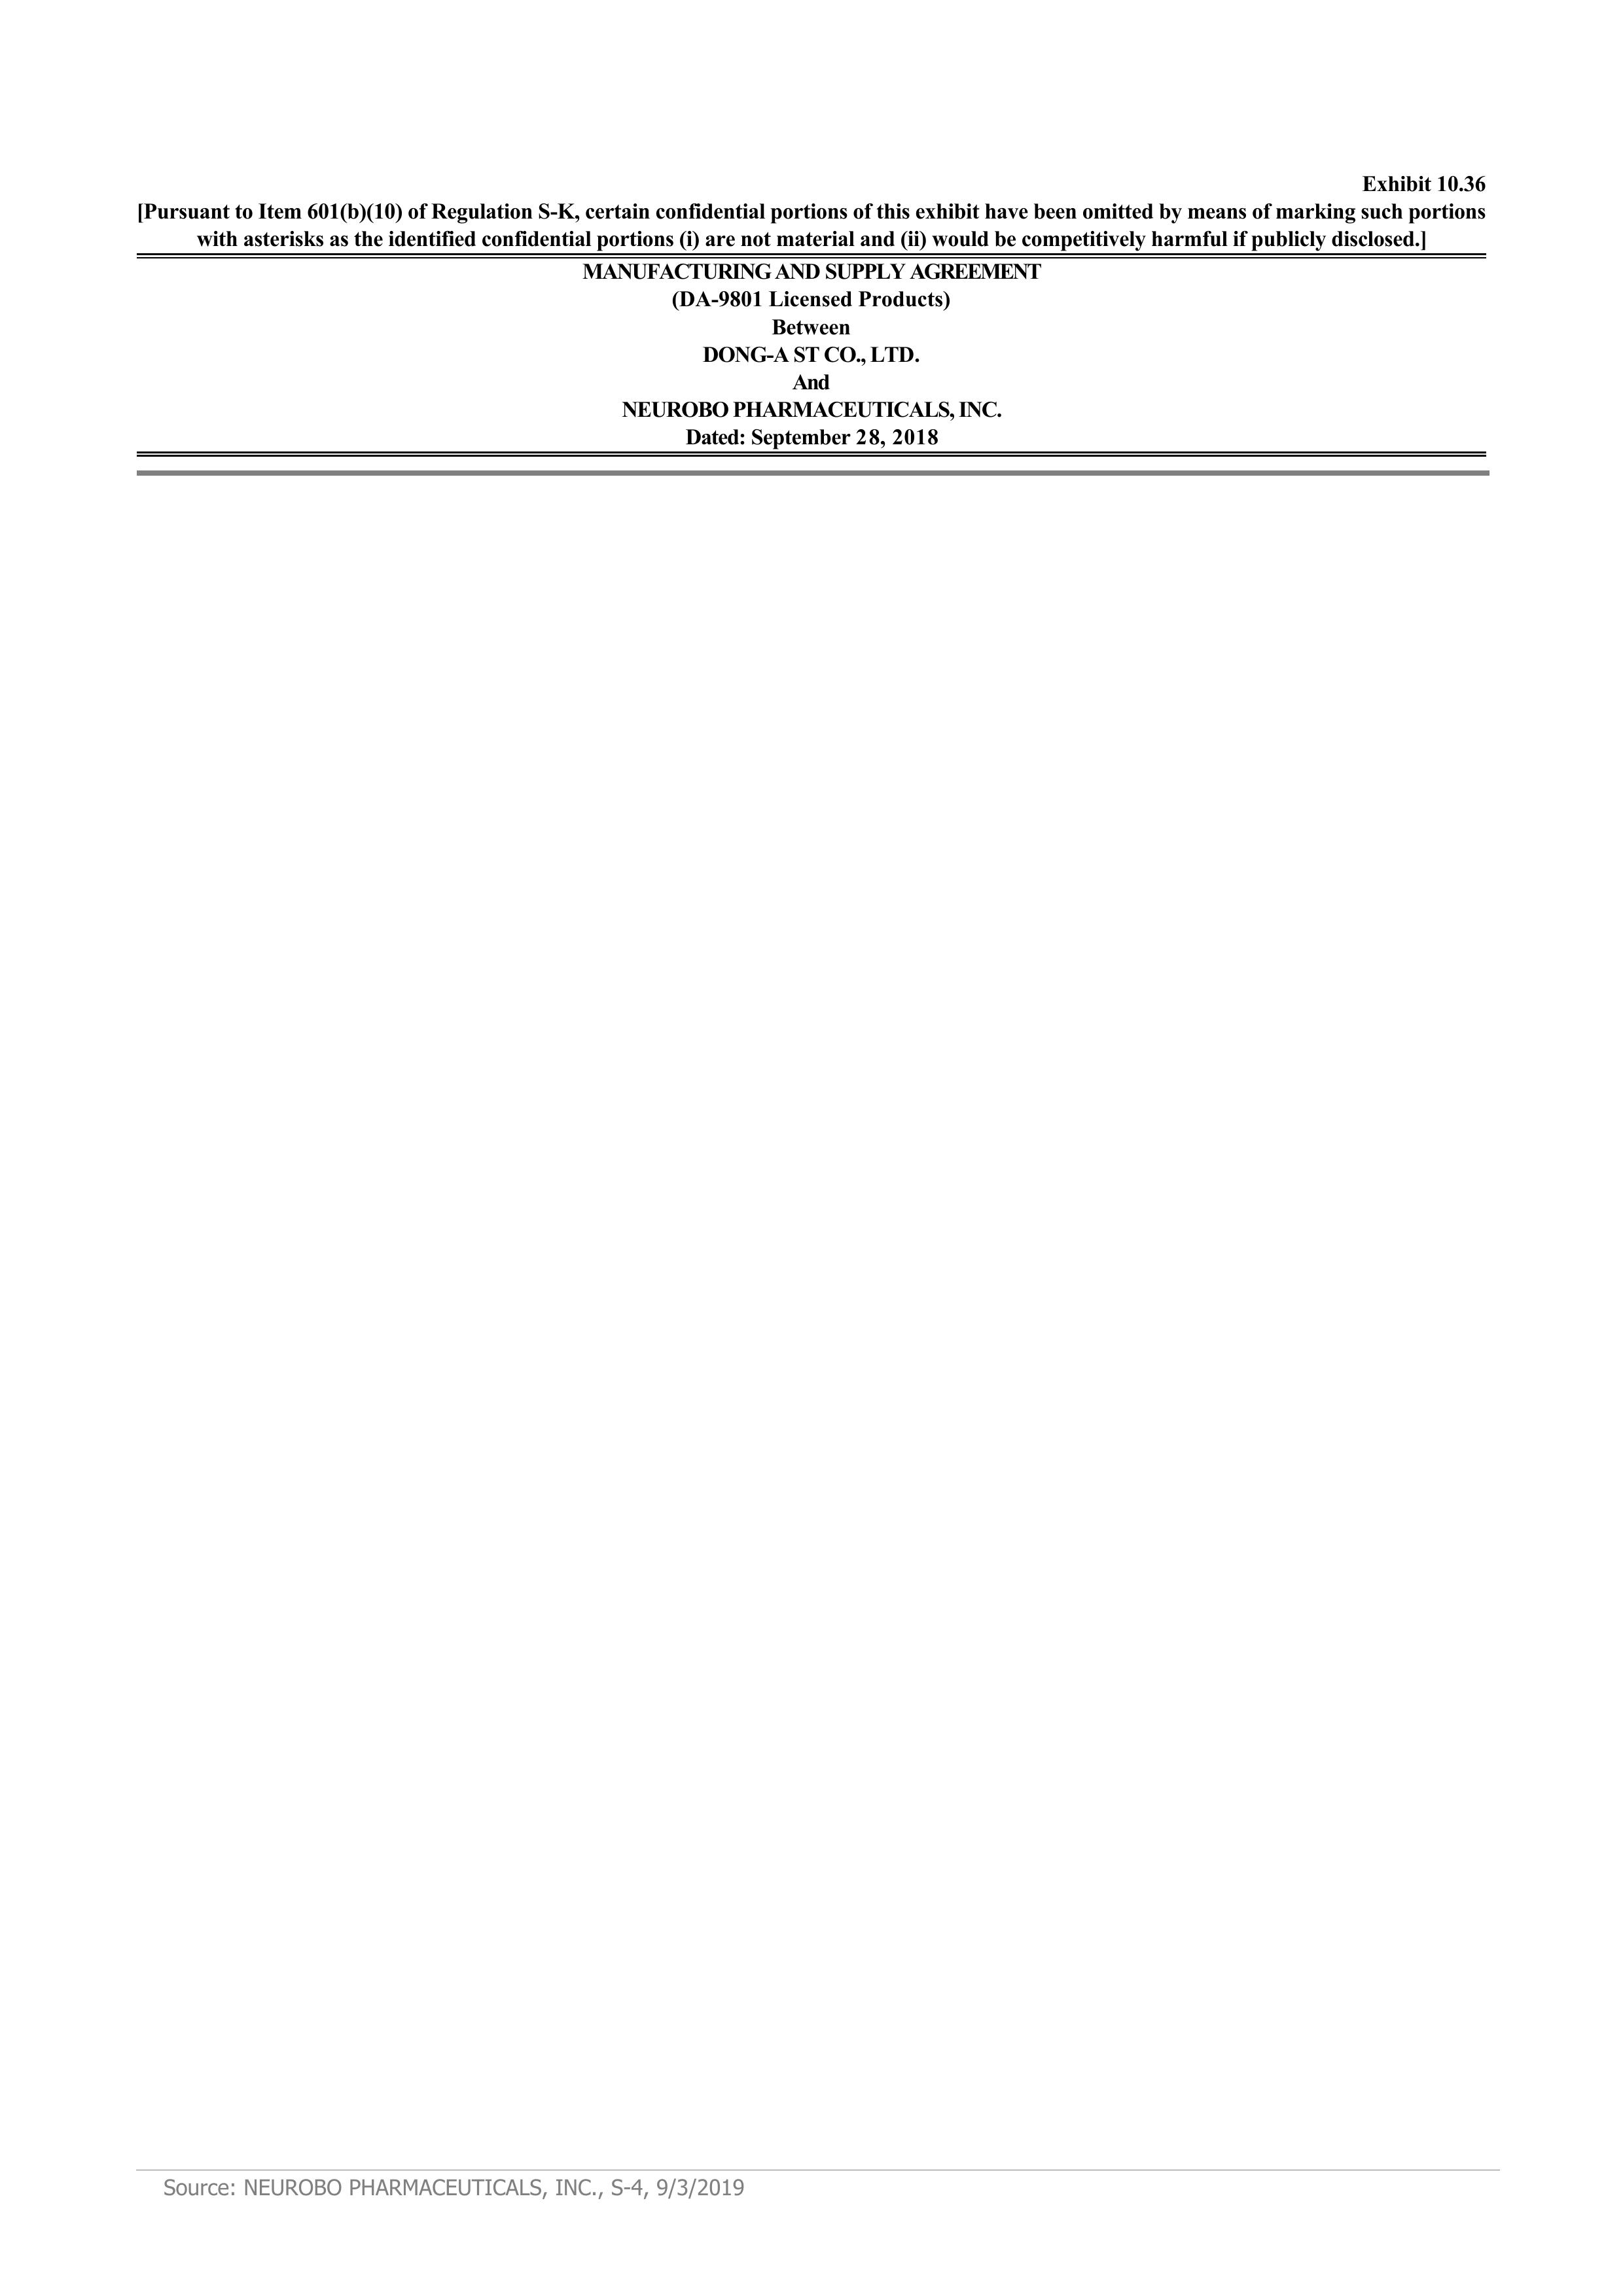 Exhibit 10.36
[Pursuant to Item 601(b)(10) of Regulation S-K, certain confidential portions of this exhibit have been omitted by means of marking such portions
with asterisks as the identified confidential portions (i) are not material and (ii) would be competitively harmful if publicly disclosed.]
MANUFACTURING AND SUPPLY AGREEMENT
(DA-9801 Licensed Products)
Between
DONG-A ST CO., LTD.
And
NEUROBO PHARMACEUTICALS, INC.
Dated: September 28, 2018
Source: NEUROBO PHARMACEUTICALS, INC., S-4, 9/3/2019